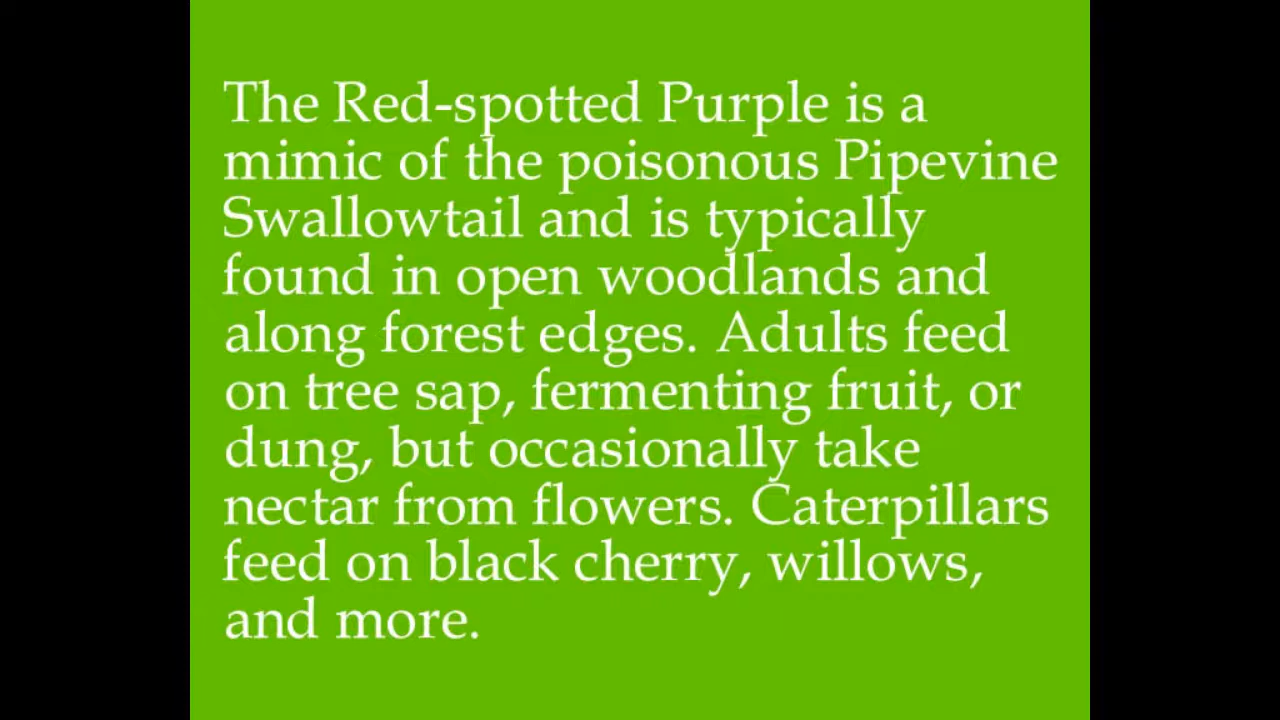 The Red-spotted Purple is a
mimic of the poisonous Pipevine
Swallowtail and is typically
found in open woodlands and
along forest edges. Adults feed
on tree sap, fermenting fruit, or
dung, but occasionally take
nectar from flowers. Caterpillars
feed on black cherry, willows,
and more.